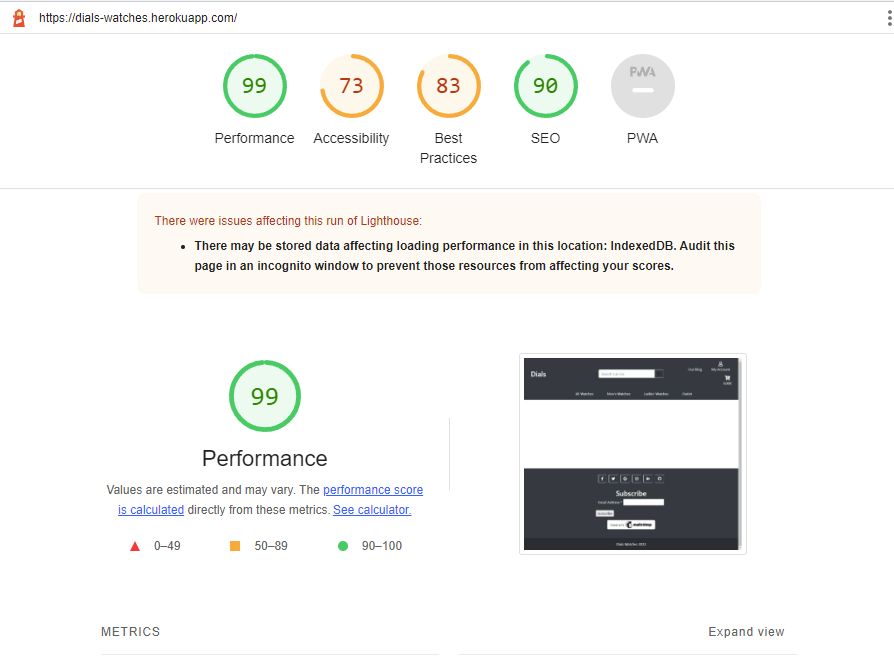 https://dials-watches.herokuapp.com/
99
73
83
90
PWA
Performance
Accessibility
Best
Practices
SEO
PWA
There were issues affecting this run of Lighthouse:
There may be stored data affecting loading performance in this location: IndexedDB. Audit this
page in an incognito window to prevent those resources from affecting your scores.
99
Performance
Values are estimated and may vary. The performance score
is calculated directly from these metrics. See calculator.
0–49
50–89
90–100
Dials
My Account
All Watches
Men's Watches
Ladies Watches
Subscribe
Email Address
Subscribe
mailchimp
Dials Watches 2022
METRICS
Expand view